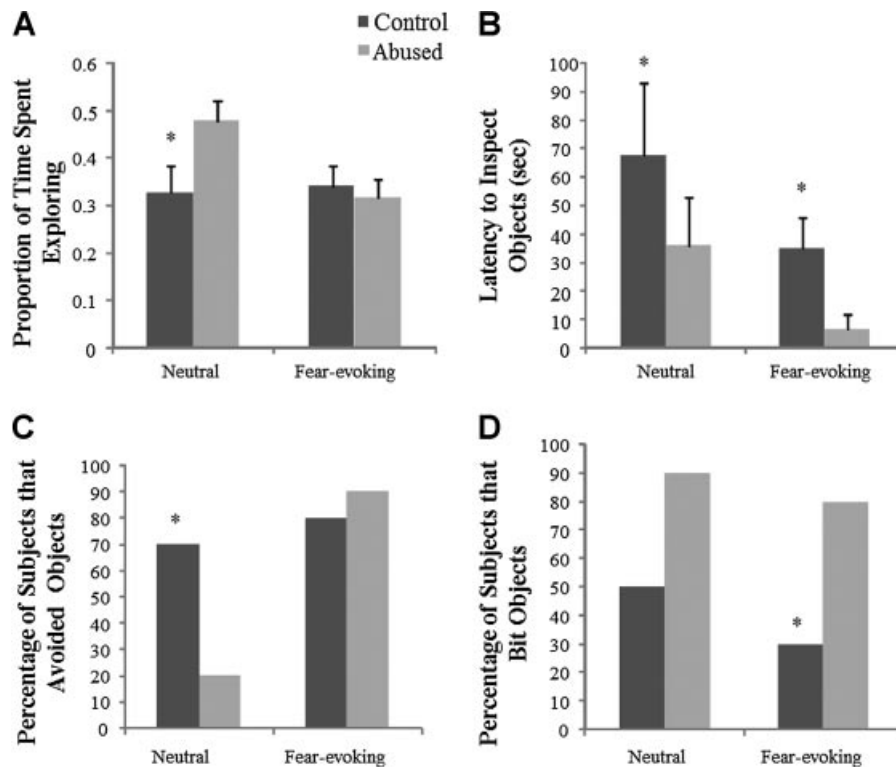 A
Control
Abused
Proportion of Time Spent
Exploring
0.6
0.5
0.4
0.3
0.2
0.1
0
*
Neutral
Fear-evoking
B
Latency to Inspect
Objects (sec)
100
90
80
70
60
50
40
30
20
10
0
*
*
Neutral
Fear-evoking
C
Percentage of Subjects that
Avoided Objects
100
90
80
70
60
50
40
30
20
10
0
*
Neutral
Fear-evoking
D
Percentage of Subjects that
Bit Objects
100
90
80
70
60
50
40
30
20
10
0
*
Neutral
Fear-evoking